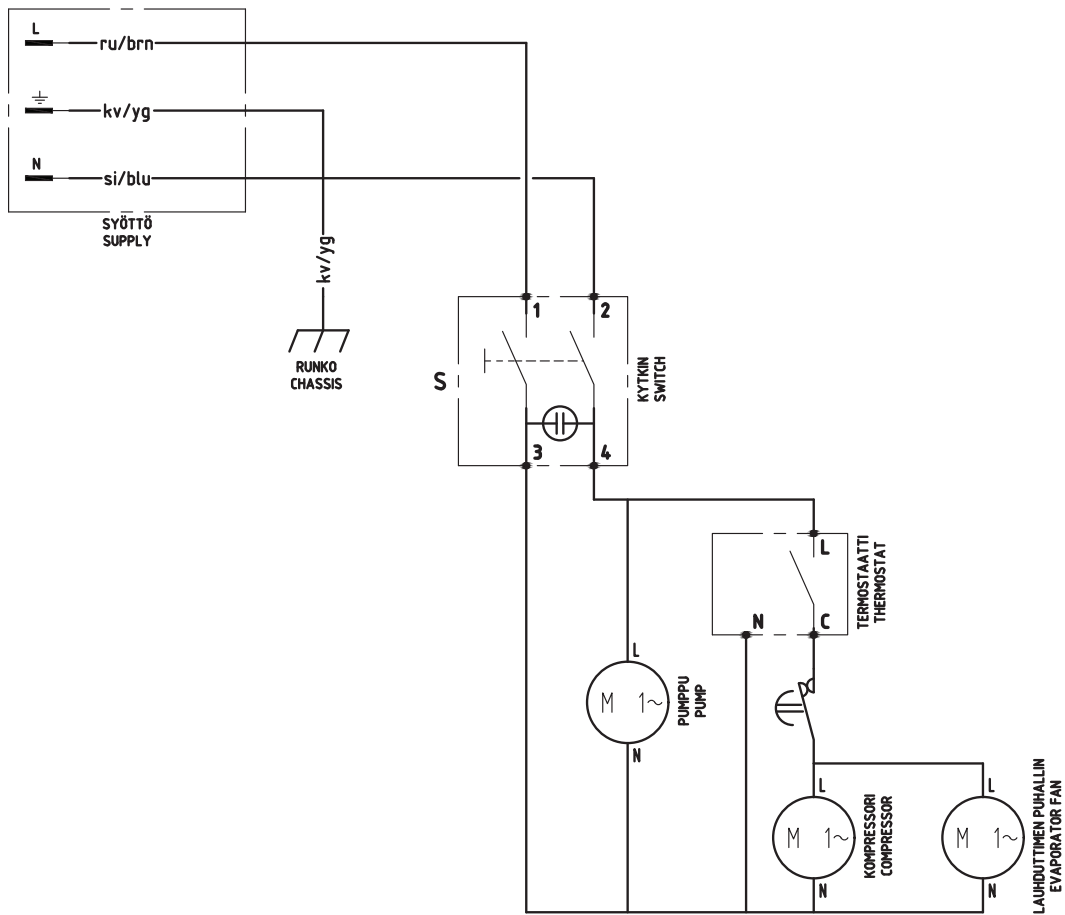 L
ru/brn
kv/yg
N
si/blu
SYÖTTÖ
SUPPLY
kv/yg
RUNKO
CHASSIS
1
2
S
KYTKIN
SWITCH
3
4
L
TERMOSTAATTI
THERMOSTAT
N
C
L
M 1~
PUMPPU
PUMP
N
L
M 1~
KOMPRESSORI
COMPRESSOR
N
L
M 1~
LAUHDUTTIMEN PUHALLIN
EVAPORATOR FAN
N